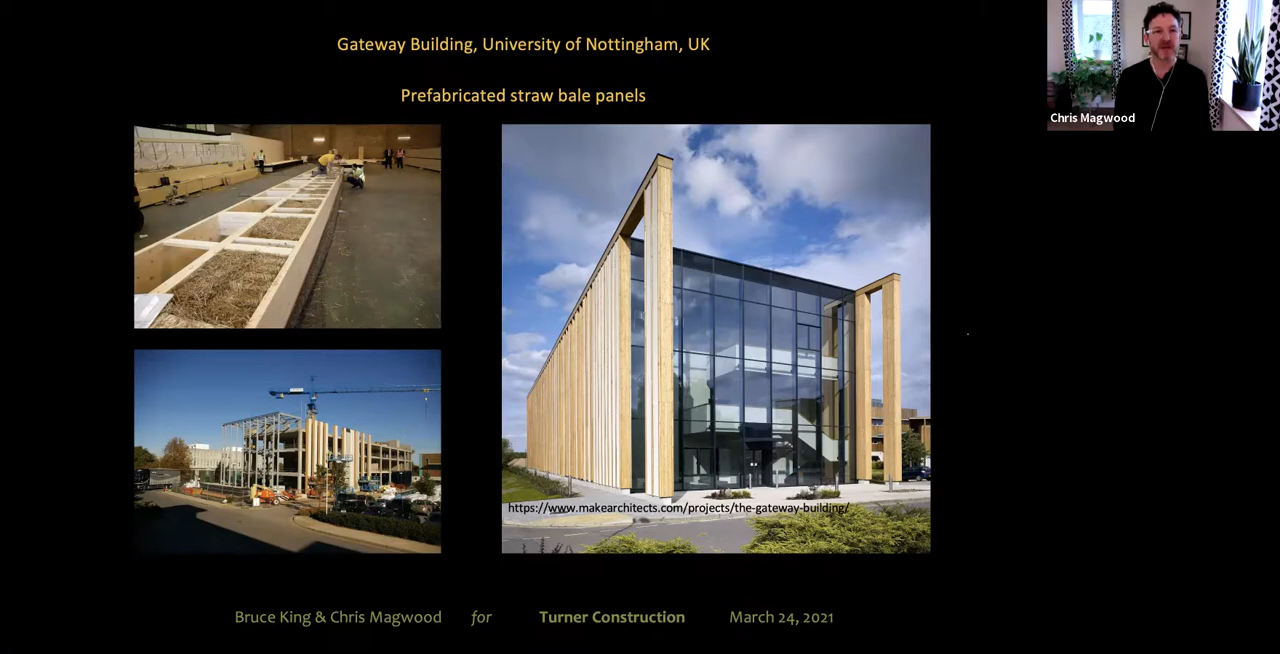 Gateway Building, University of Nottingham, UK
Prefabricated straw bale panels
Chris Magwood
https://www.makearchitects.com/projects/the-gateway-building/
Bruce King & Chris Magwood for Turner Construction March 24, 2021